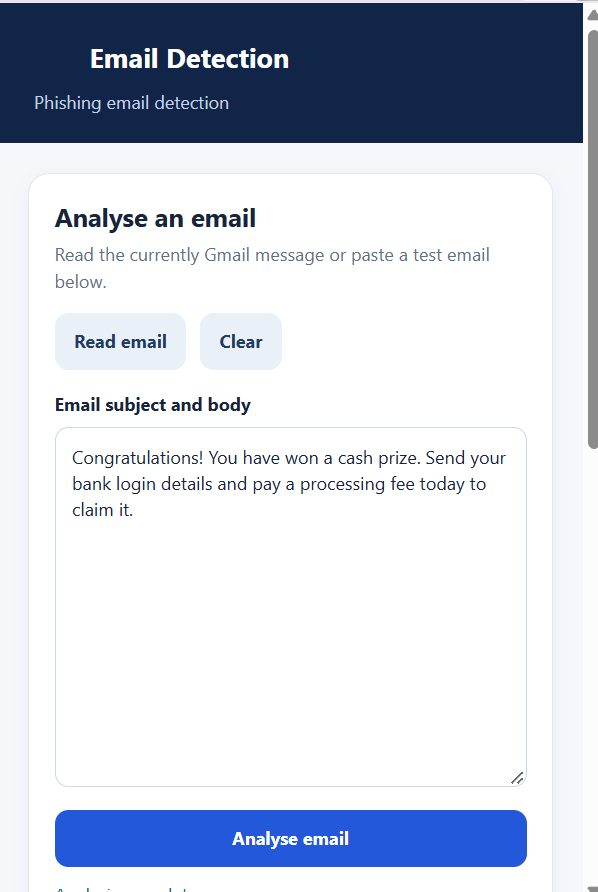 Email Detection
Phishing email detection
Analyse an email
Read the currently Gmail message or paste a test email
below.
Read email
Clear
Email subject and body
Congratulations! You have won a cash prize. Send your
bank login details and pay a processing fee today to
claim it.
Analyse email